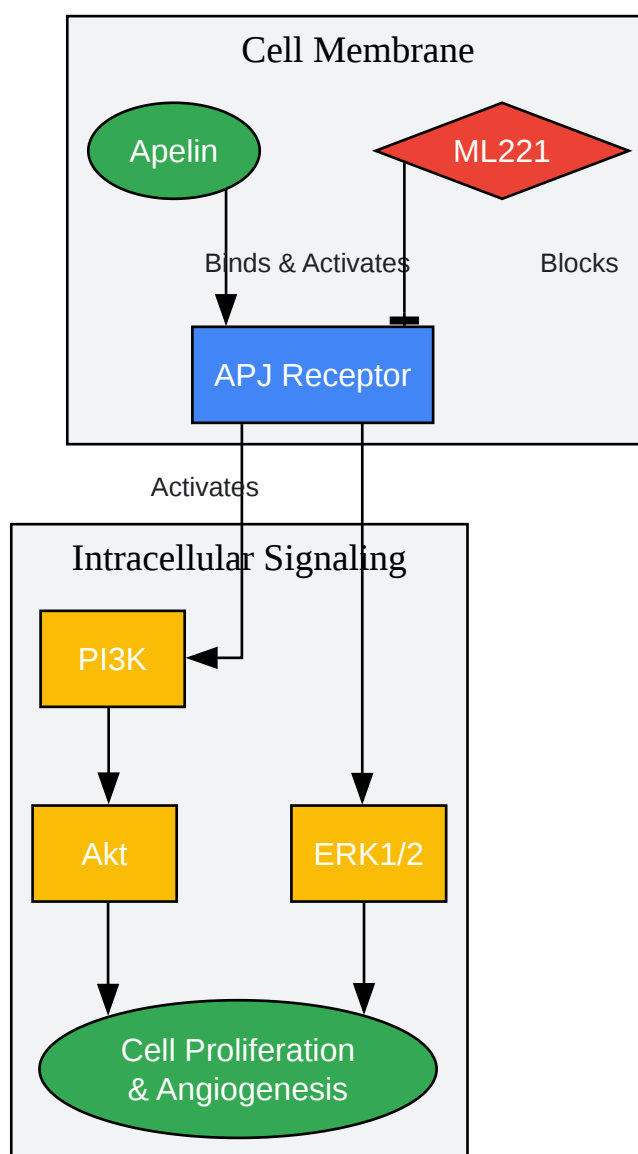 Cell Membrane
Apelin
ML221
Binds & Activates
Blocks
APJ Receptor
Activates
Intracellular Signaling
PI3K
Akt
ERK1/2
Cell Proliferation
& Angiogenesis